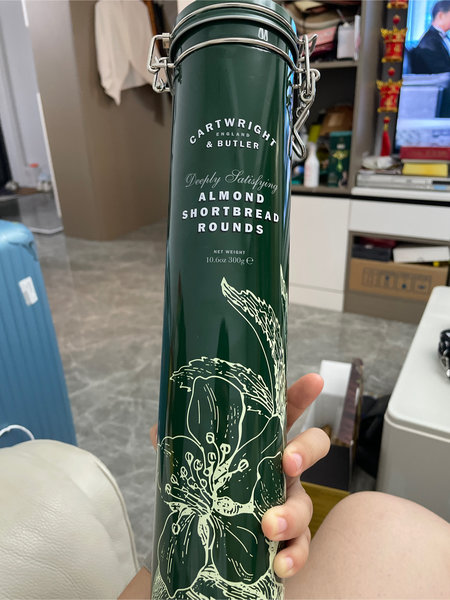 CARTWRIGHT
ENGLAND
& BUTLER
Deeply Satisfying
ALMOND
SHORTBREAD
ROUNDS
NET WEIGHT
10.6oz 300g ℮